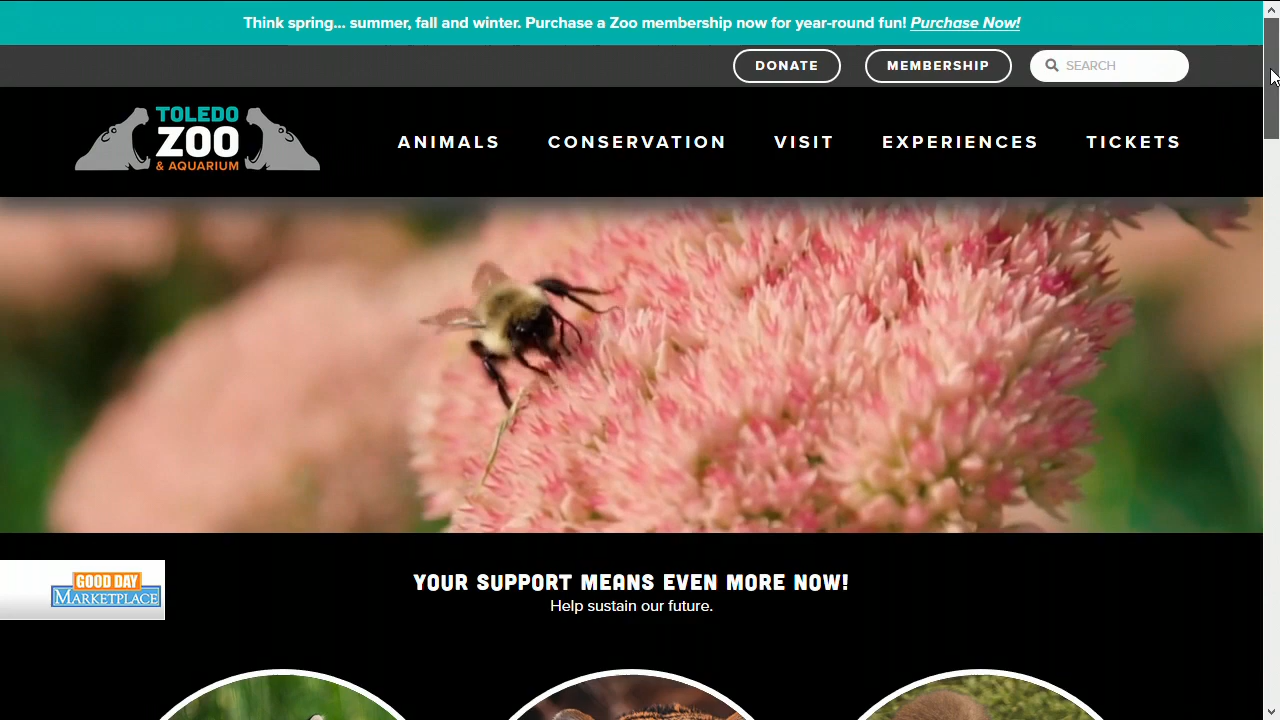 Think spring... summer, fall and winter. Purchase a Zoo membership now for year-round fun! Purchase Now!
DONATE
MEMBERSHIP
SEARCH
TOLEDO
ZOO
& AQUARIUM
ANIMALS
CONSERVATION
VISIT
EXPERIENCES
TICKETS
GOOD DAY
MARKETPLACE
YOUR SUPPORT MEANS EVEN MORE NOW!
Help sustain our future.